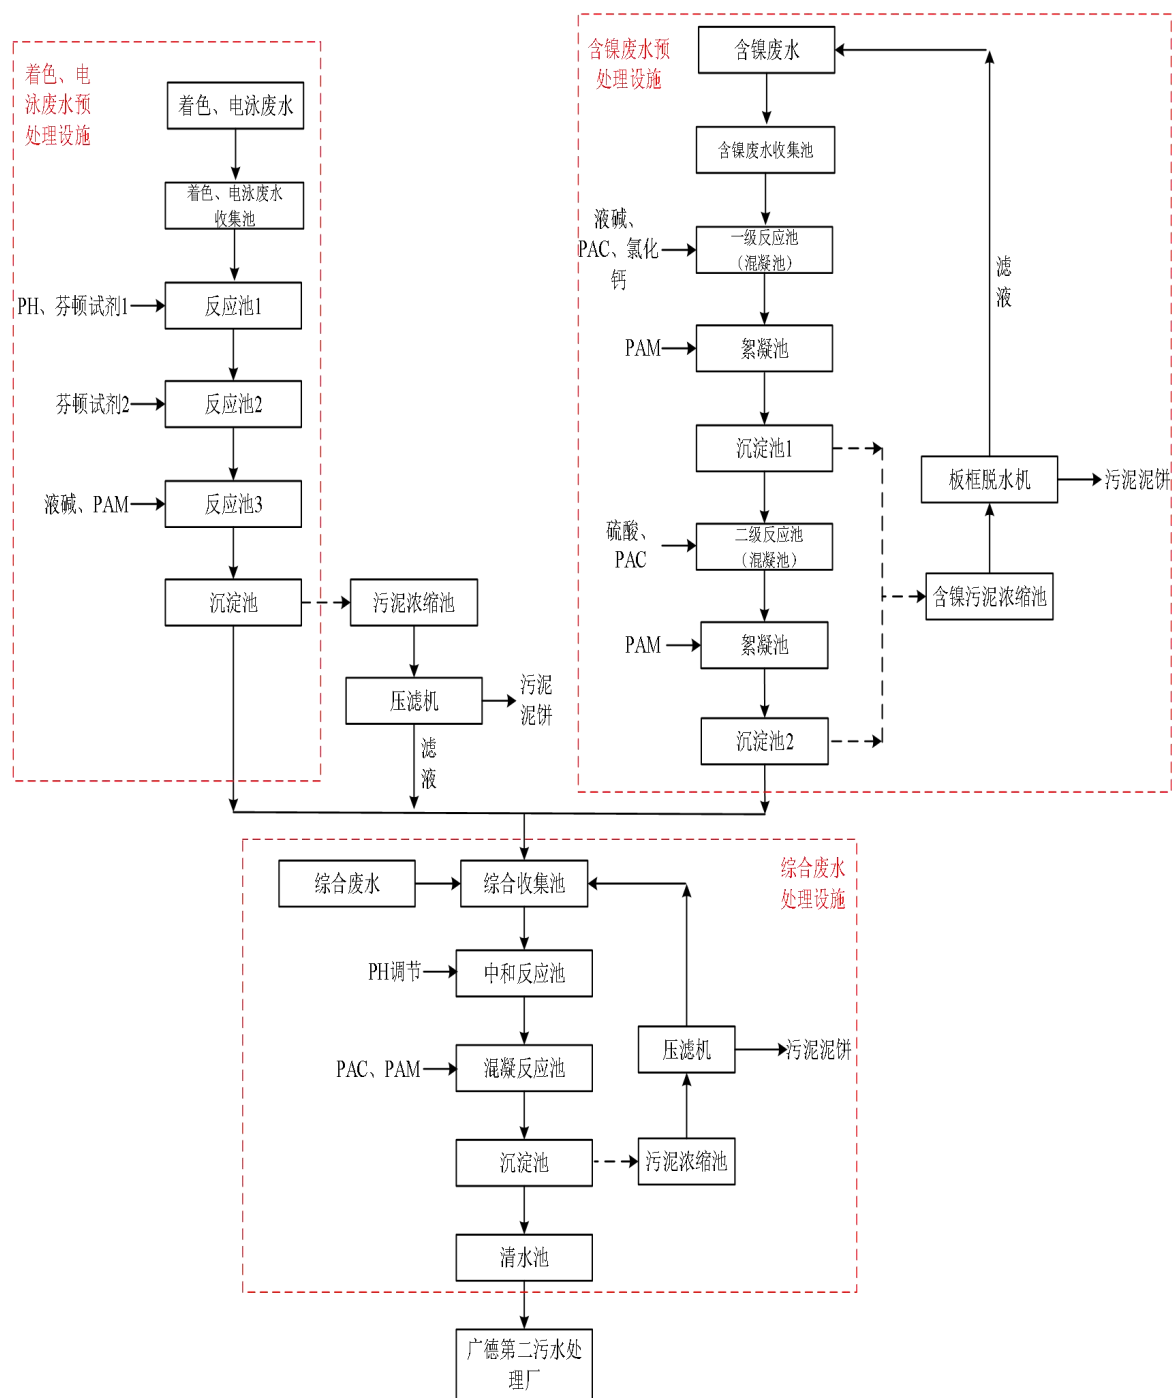 着色、电
泳废水预
处理设施
着色、电泳废水
着色、电泳废水
收集池
PH、芬顿试剂1
反应池1
芬顿试剂2
反应池2
液碱、PAM
反应池3
沉淀池
污泥浓缩池
压滤机
污泥
泥饼
滤
液
含镍废水预
处理设施
含镍废水
含镍废水收集池
液碱、
PAC、氯化
钙
一级反应池
（混凝池）
PAM
絮凝池
沉淀池1
硫酸、
PAC
二级反应池
（混凝池）
PAM
絮凝池
沉淀池2
滤
液
板框脱水机
污泥泥饼
含镍污泥浓缩池
综合废水
处理设施
综合废水
综合收集池
PH调节
中和反应池
PAC、PAM
混凝反应池
压滤机
污泥泥饼
沉淀池
污泥浓缩池
清水池
广德第二污水处
理厂